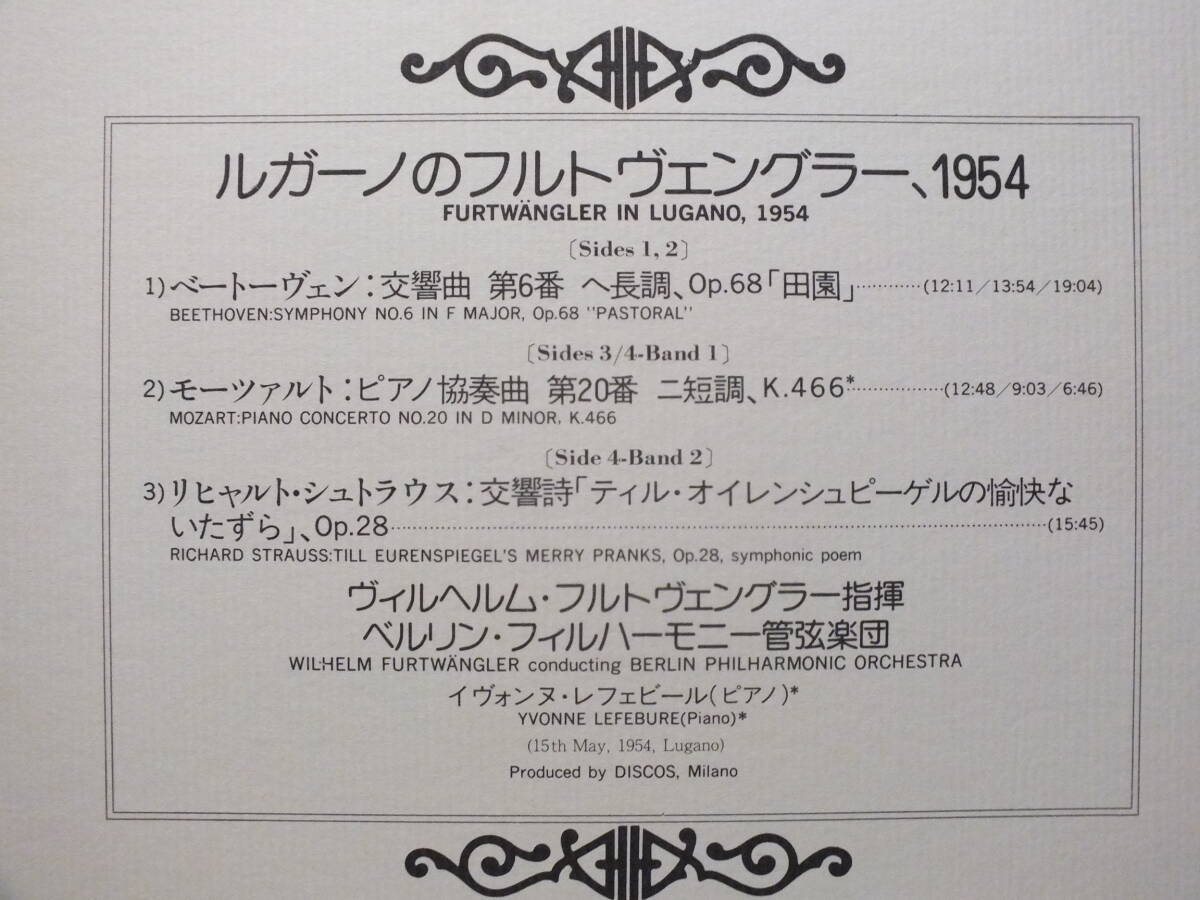 ルガーノのフルトヴェングラー、1954
FURTWÄNGLER IN LUGANO, 1954
〔Sides 1, 2〕
1) ベートーヴェン：交響曲 第6番 ヘ長調、Op.68「田園」…………(12:11／13:54／19:04)
BEETHOVEN:SYMPHONY NO.6 IN F MAJOR, Op.68 "PASTORAL"
〔Sides 3/4-Band 1〕
2) モーツァルト：ピアノ協奏曲 第20番 ニ短調、K.466*………………(12:48／9:03／6:46)
MOZART:PIANO CONCERTO NO.20 IN D MINOR, K.466
〔Side 4-Band 2〕
3) リヒャルト・シュトラウス：交響詩「ティル・オイレンシュピーゲルの愉快な
いたずら」、Op.28………………………………………………………………(15:45)
RICHARD STRAUSS:TILL EURENSPIEGEL'S MERRY PRANKS, Op.28, symphonic poem
ヴィルヘルム・フルトヴェングラー指揮
ベルリン・フィルハーモニー管弦楽団
WILHELM FURTWÄNGLER conducting BERLIN PHILHARMONIC ORCHESTRA
イヴォンヌ・レフェビール(ピアノ)*
YVONNE LEFEBURE(Piano)*
(15th May, 1954, Lugano)
Produced by DISCOS, Milano